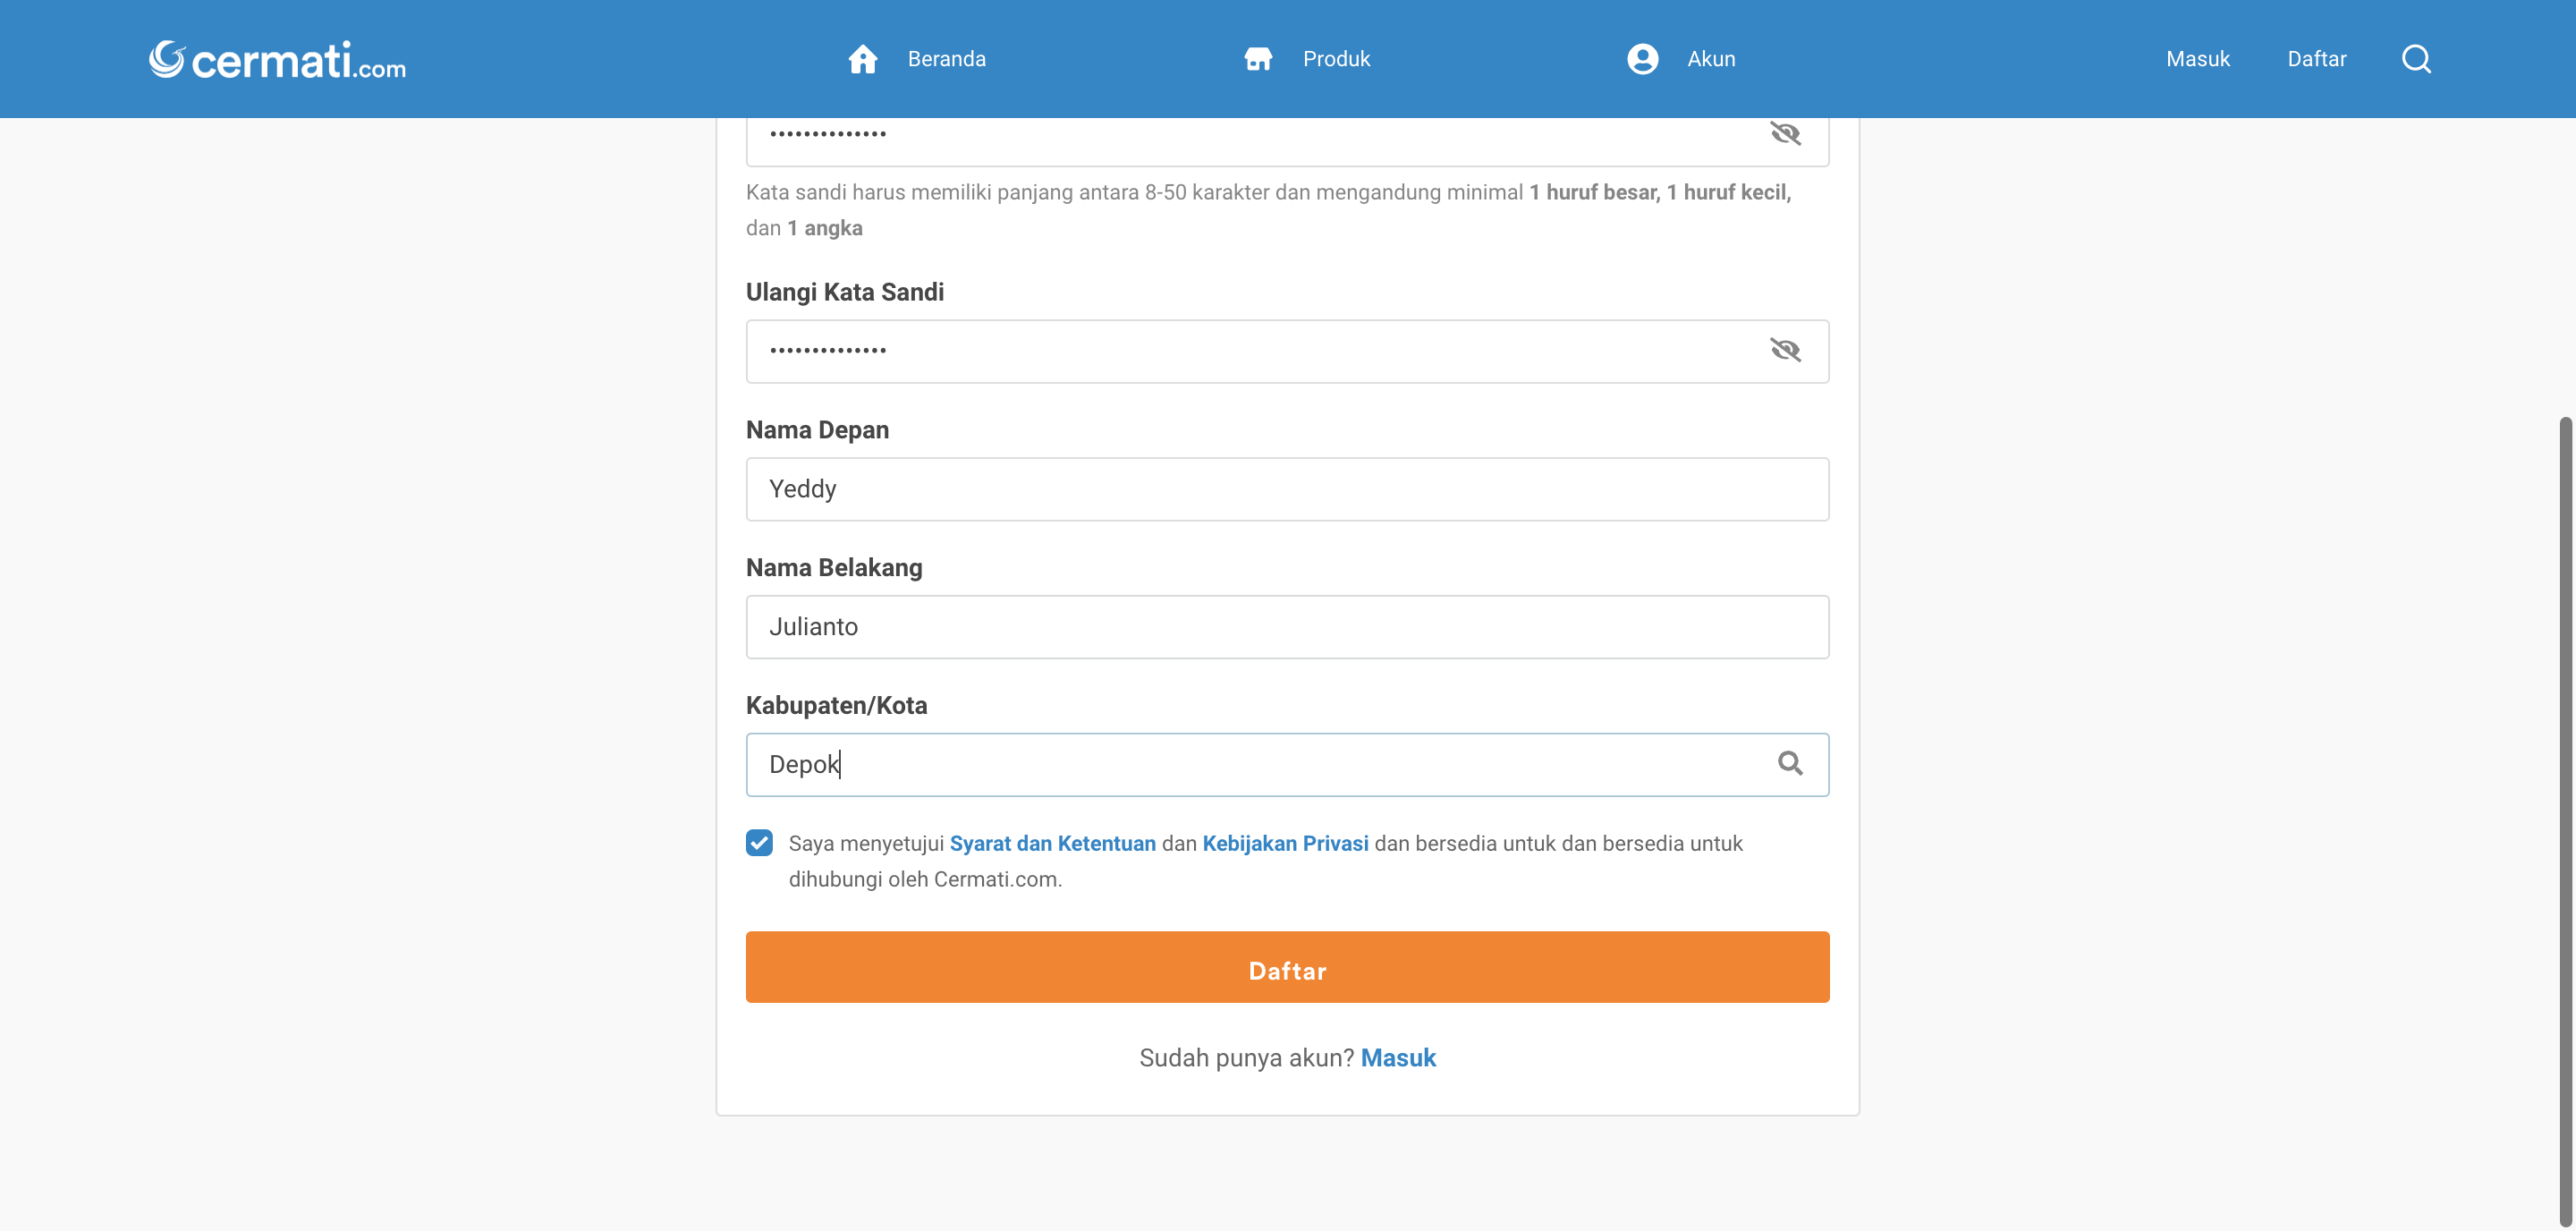 cermati.com
Beranda
Produk
Akun
Masuk
Daftar
••••••••••••••
Kata sandi harus memiliki panjang antara 8-50 karakter dan mengandung minimal 1 huruf besar, 1 huruf kecil,
dan 1 angka
Ulangi Kata Sandi
••••••••••••••
Nama Depan
Yeddy
Nama Belakang
Julianto
Kabupaten/Kota
Depok
Saya menyetujui Syarat dan Ketentuan dan Kebijakan Privasi dan bersedia untuk dan bersedia untuk
dihubungi oleh Cermati.com.
Daftar
Sudah punya akun? Masuk